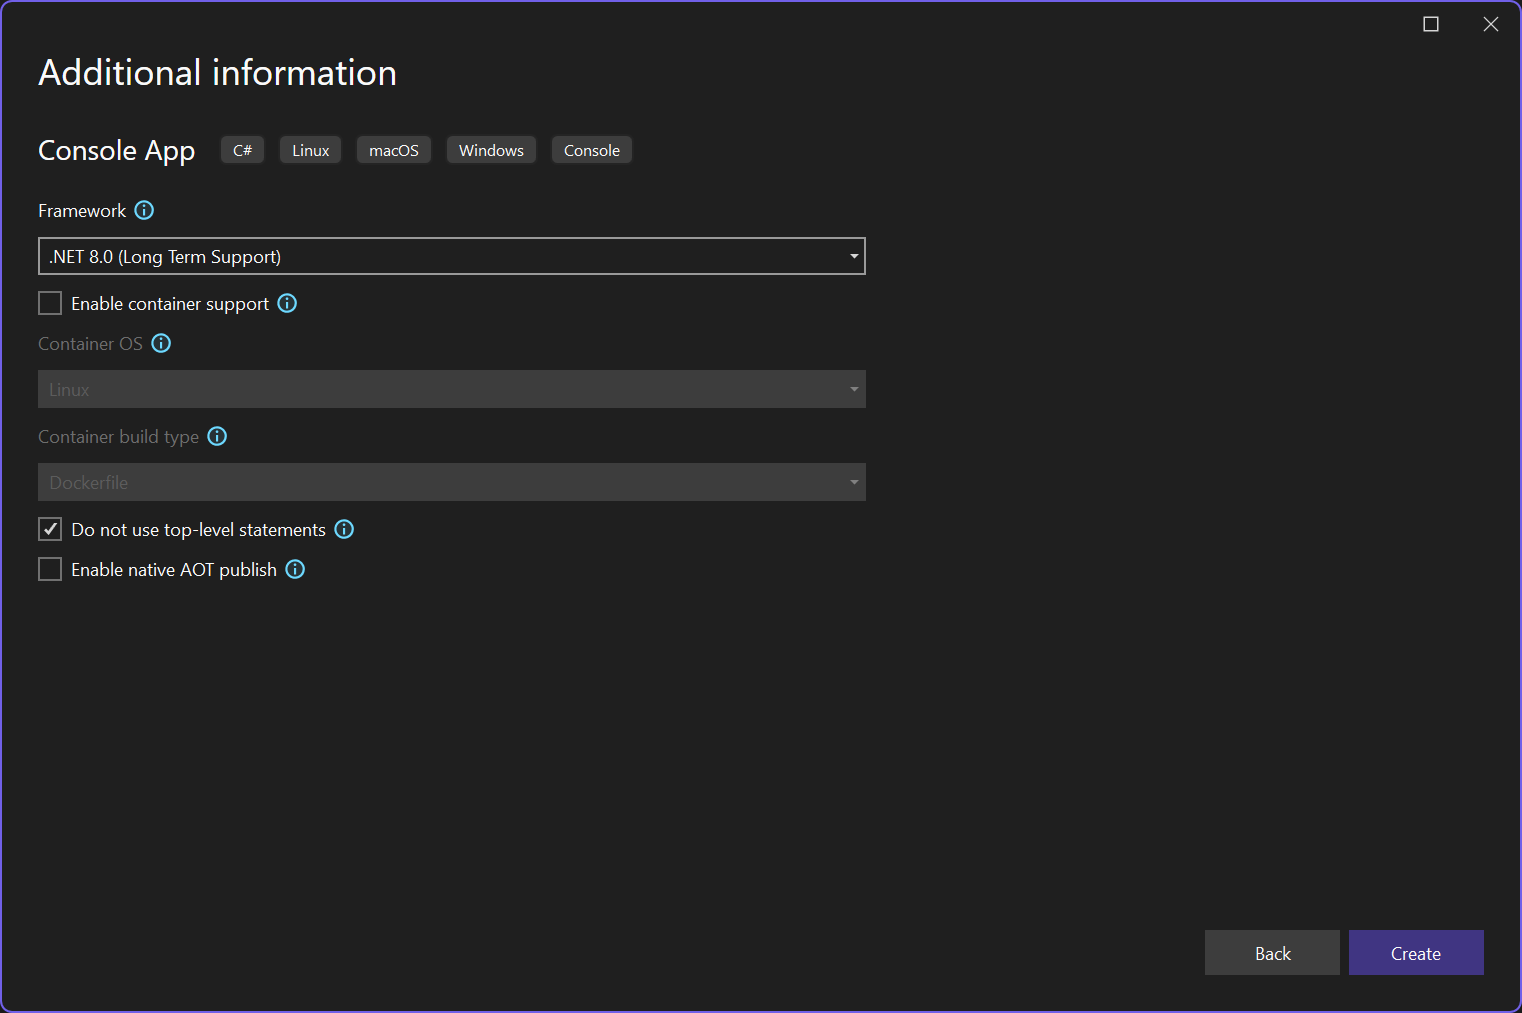 Additional information
Console App C# Linux macOS Windows Console
Framework
.NET 8.0 (Long Term Support)
Enable container support
Container OS
Linux
Container build type
Dockerfile
Do not use top-level statements
Enable native AOT publish
Back Create